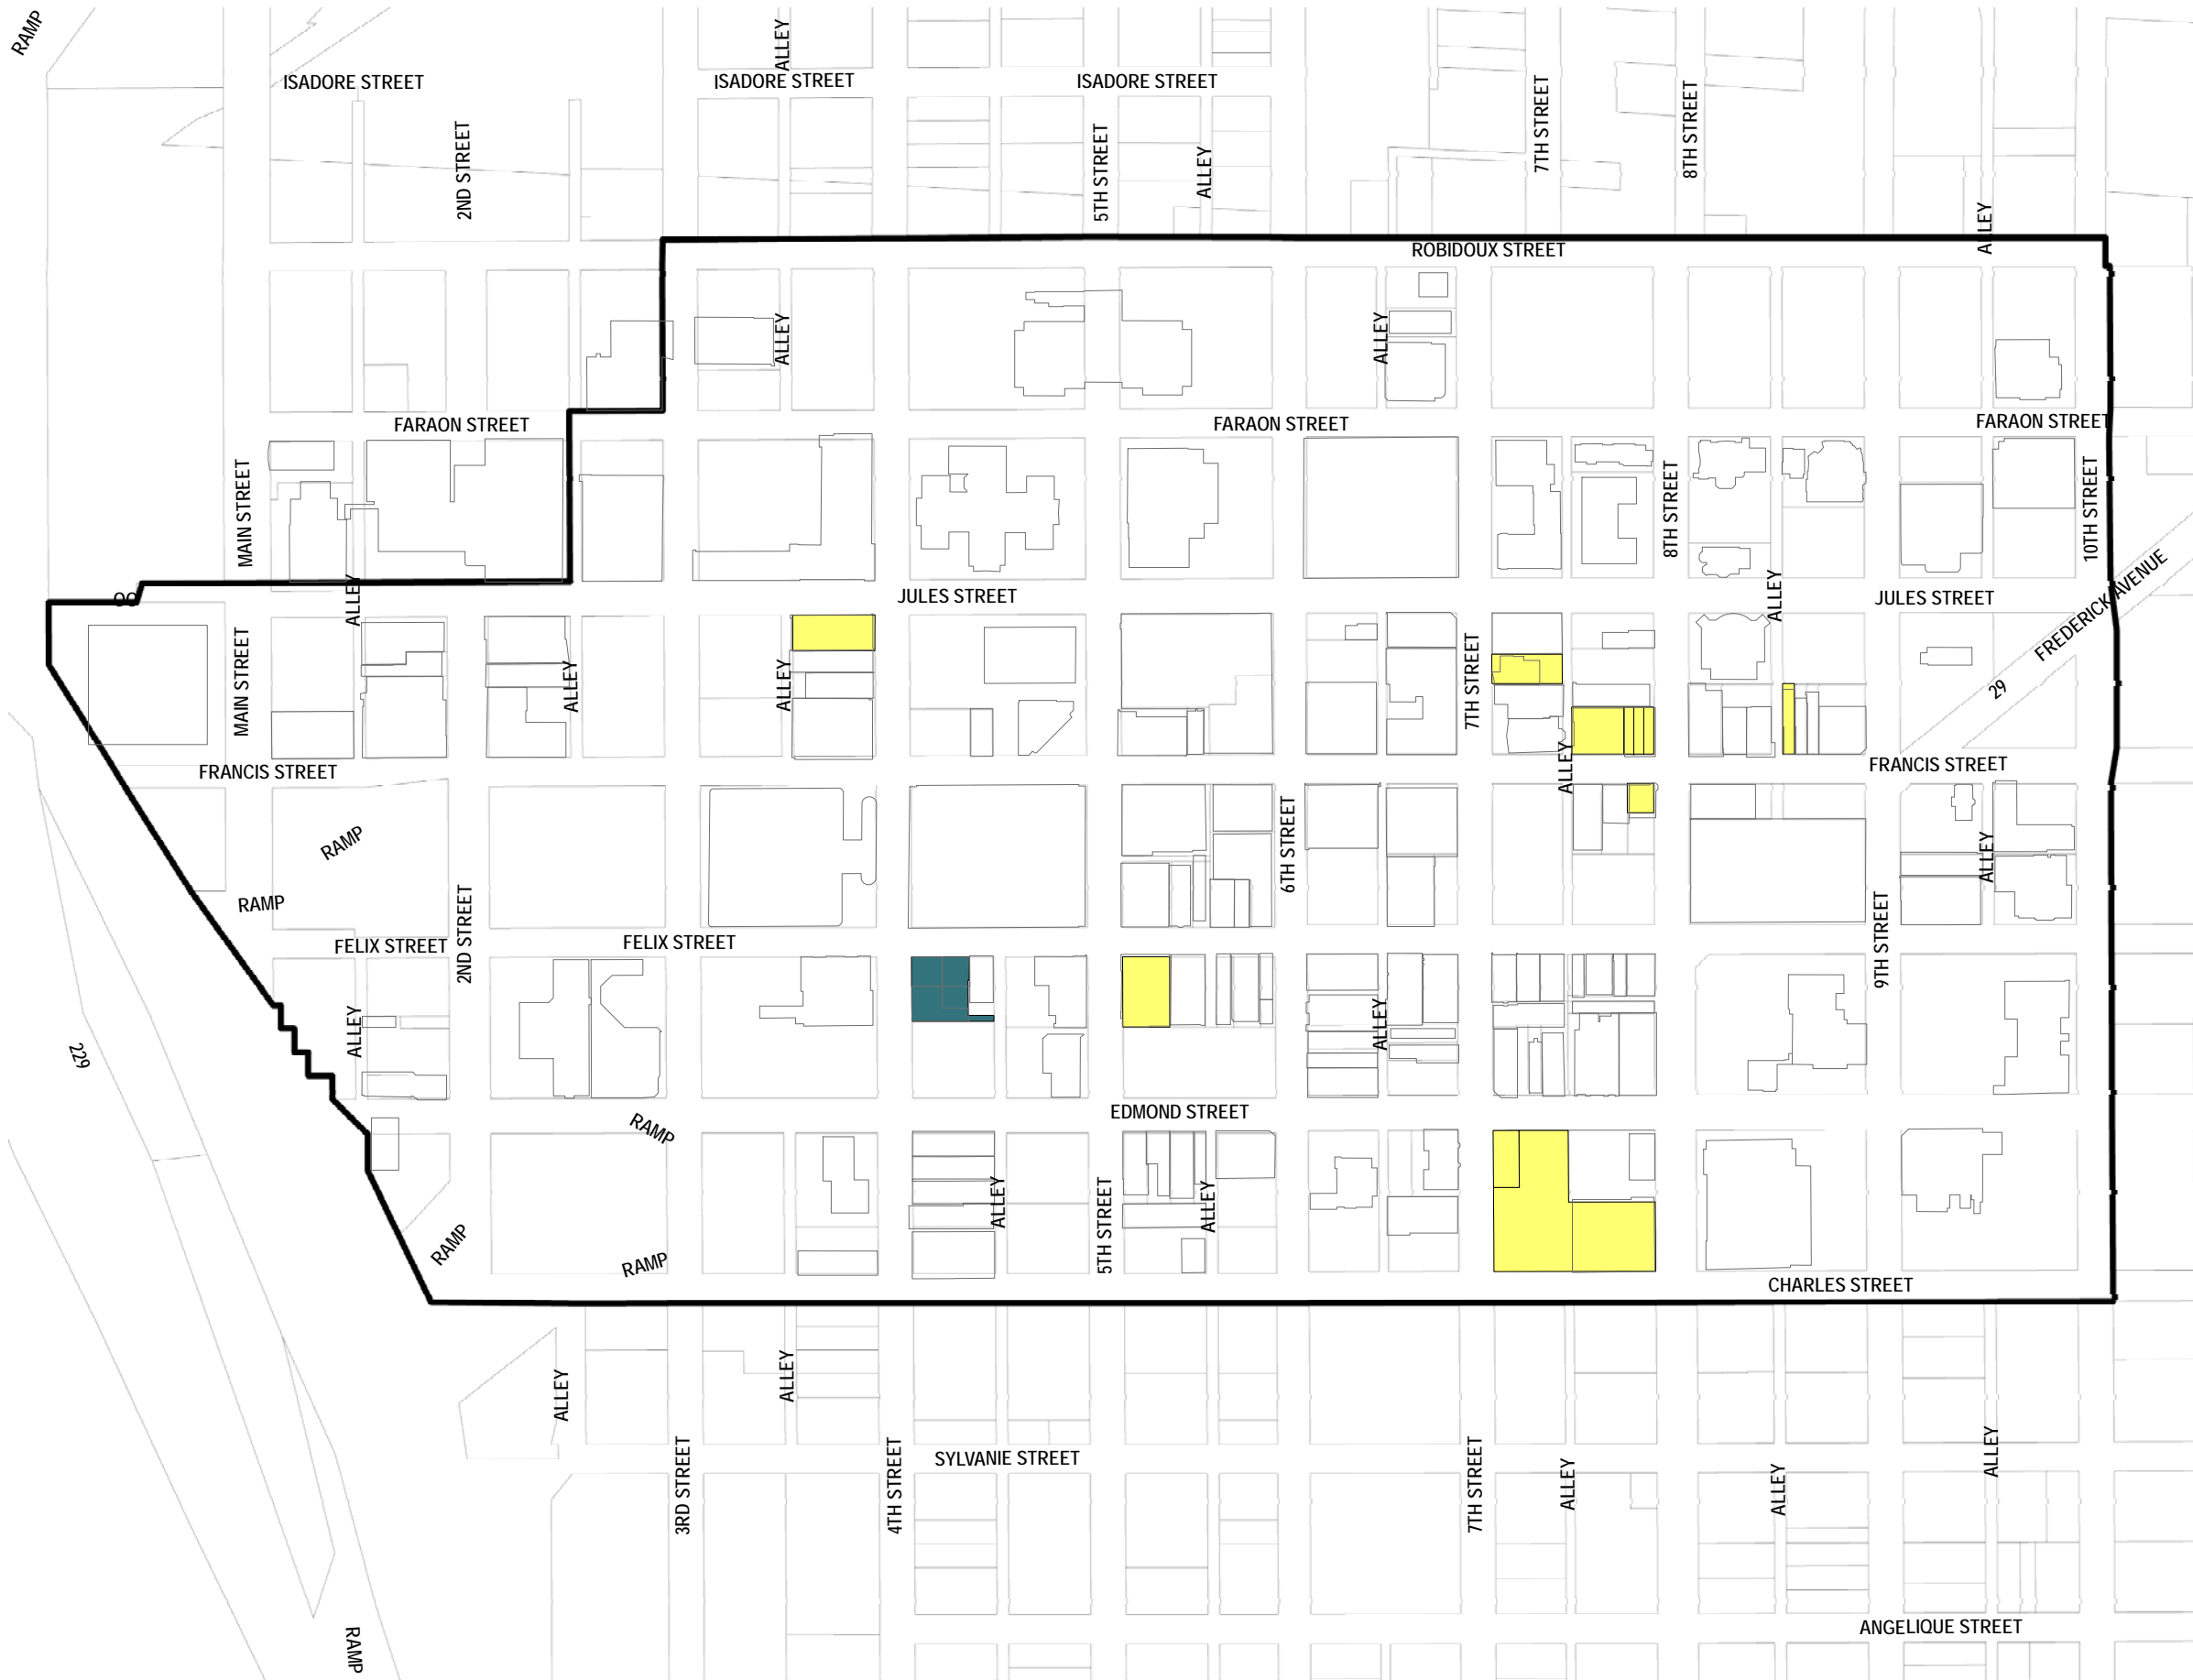 RAMP
ALLEY
ISADORE STREET
ISADORE STREET
ISADORE STREET
7TH STREET
8TH STREET
2ND STREET
5TH STREET
ALLEY
ALLEY
ROBIDOUX STREET
ALLEY
ALLEY
FARAON STREET
FARAON STREET
FARAON STREET
MAIN STREET
8TH STREET
10TH STREET
ALLEY
JULES STREET
ALLEY
JULES STREET
FREDERICK AVENUE
MAIN STREET
ALLEY
ALLEY
7TH STREET
29
ALLEY
FRANCIS STREET
FRANCIS STREET
RAMP
6TH STREET
ALLEY
RAMP
2ND STREET
9TH STREET
FELIX STREET
FELIX STREET
ALLEY
ALLEY
229
EDMOND STREET
RAMP
ALLEY
5TH STREET
ALLEY
RAMP
RAMP
CHARLES STREET
ALLEY
ALLEY
SYLVANIE STREET
ALLEY
3RD STREET
4TH STREET
7TH STREET
ALLEY
ALLEY
ANGELIQUE STREET
RAMP